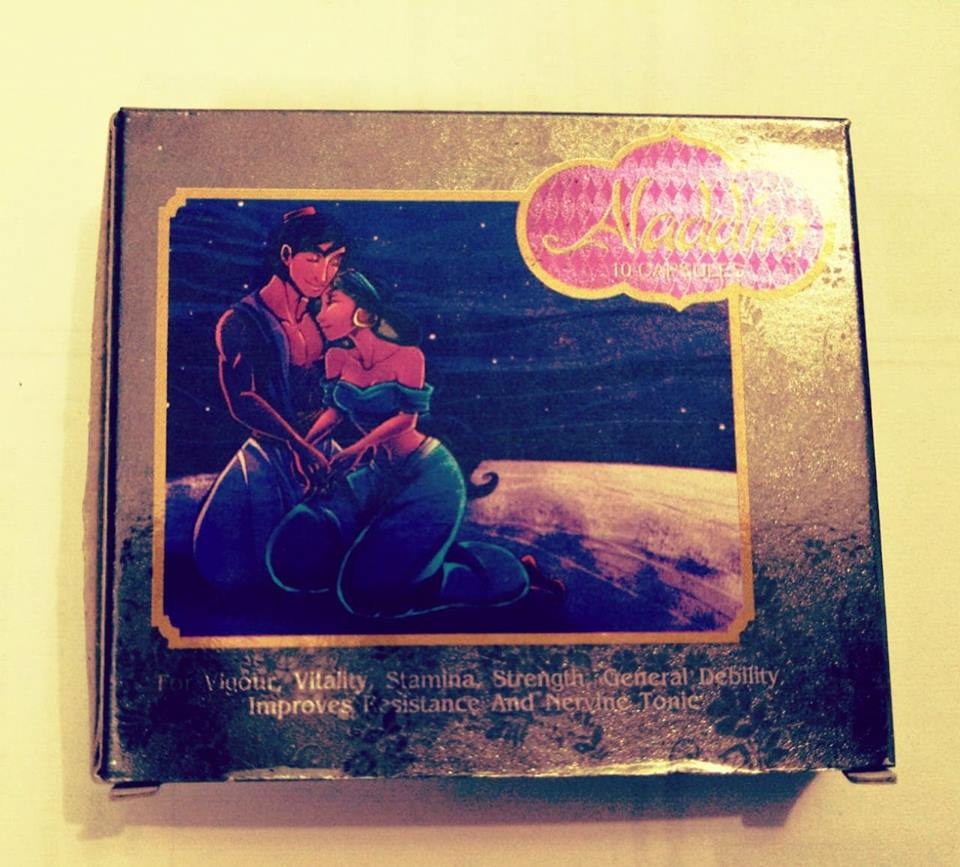 Aladdin
10 CAPSULES
For Vigour, Vitality, Stamina, Strength, General Debility
Improves Resistance And Nervine Tonic